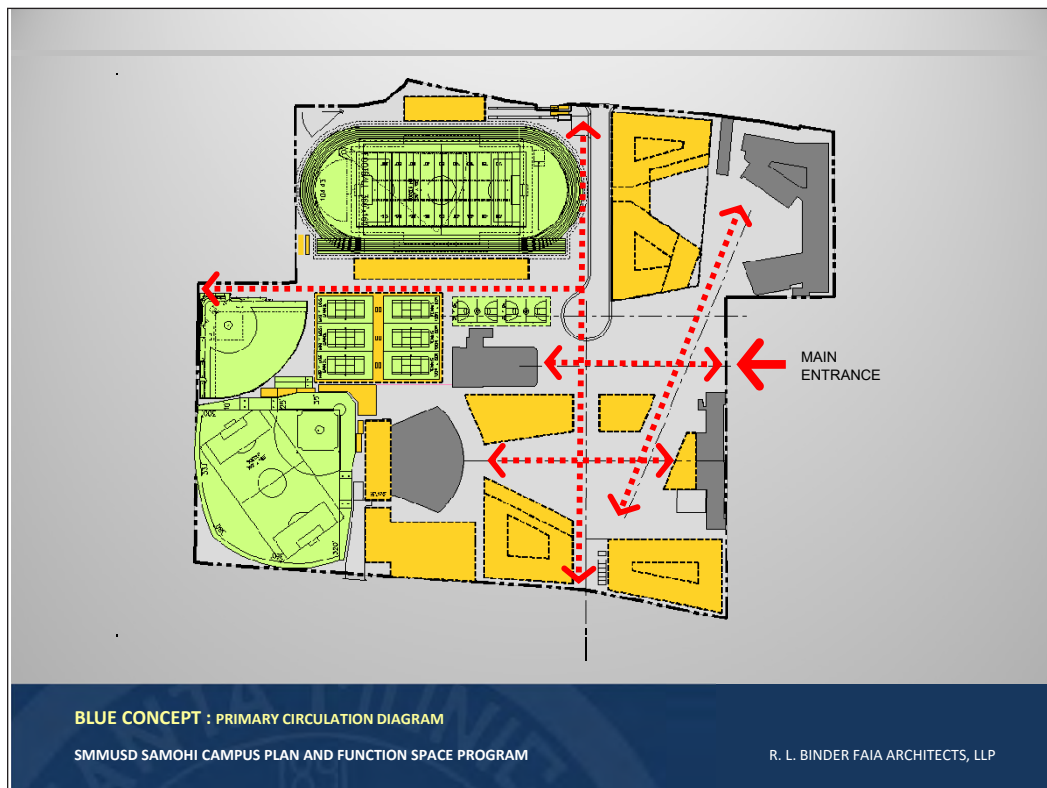 MAIN
ENTRANCE
BLUE CONCEPT : PRIMARY CIRCULATION DIAGRAM
SMMUSD SAMOHI CAMPUS PLAN AND FUNCTION SPACE PROGRAM
R. L. BINDER FAIA ARCHITECTS, LLP